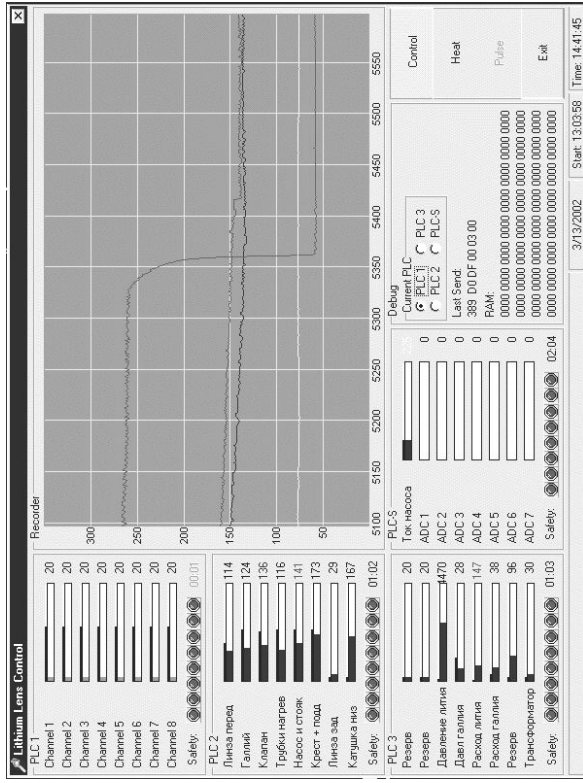 Lithium Lens Control
PLC 1
Channel 1 20
Channel 2 20
Channel 3 20
Channel 4 20
Channel 5 20
Channel 6 20
Channel 7 20
Channel 8 20
Safety: 00:01
PLC 2
Линза перед 114
Галлий 124
Клапан 136
Трубки нагрев 116
Насос и стояк 141
Крест + подд 173
Линза зад 29
Катушка низ 167
Safety: 01:02
PLC 3
Резерв 20
Резерв 20
Давление лития 4470
Давл галлия 28
Расход лития 147
Расход галлия 38
Резерв 96
Трансформатор 30
Safety: 01:03
Recorder
300
250
200
150
100
50
5100 5150 5200 5250 5300 5350 5400 5450 5500 5550
PLC-S
Ток насоса
ADC 1 0
ADC 2 0
ADC 3 0
ADC 4 0
ADC 5 0
ADC 6 0
ADC 7 0
Safety: 02:04
Debug
Current PLC
PLC 1 PLC 3
PLC 2 PLC-S
Last Send:
389 D0 DF 00 03 00
RAM:
0000 0000 0000 0000 0000 0000
0000 0000 0000 0000 0000 0000
0000 0000 0000 0000 0000 0000
0000 0000 0000 0000 0000 0000
0000 0000 0000 0000 0000 0000
Control
Heat
Pulse
Exit
3/13/2002 Start: 13:03:58 Time: 14:41:45